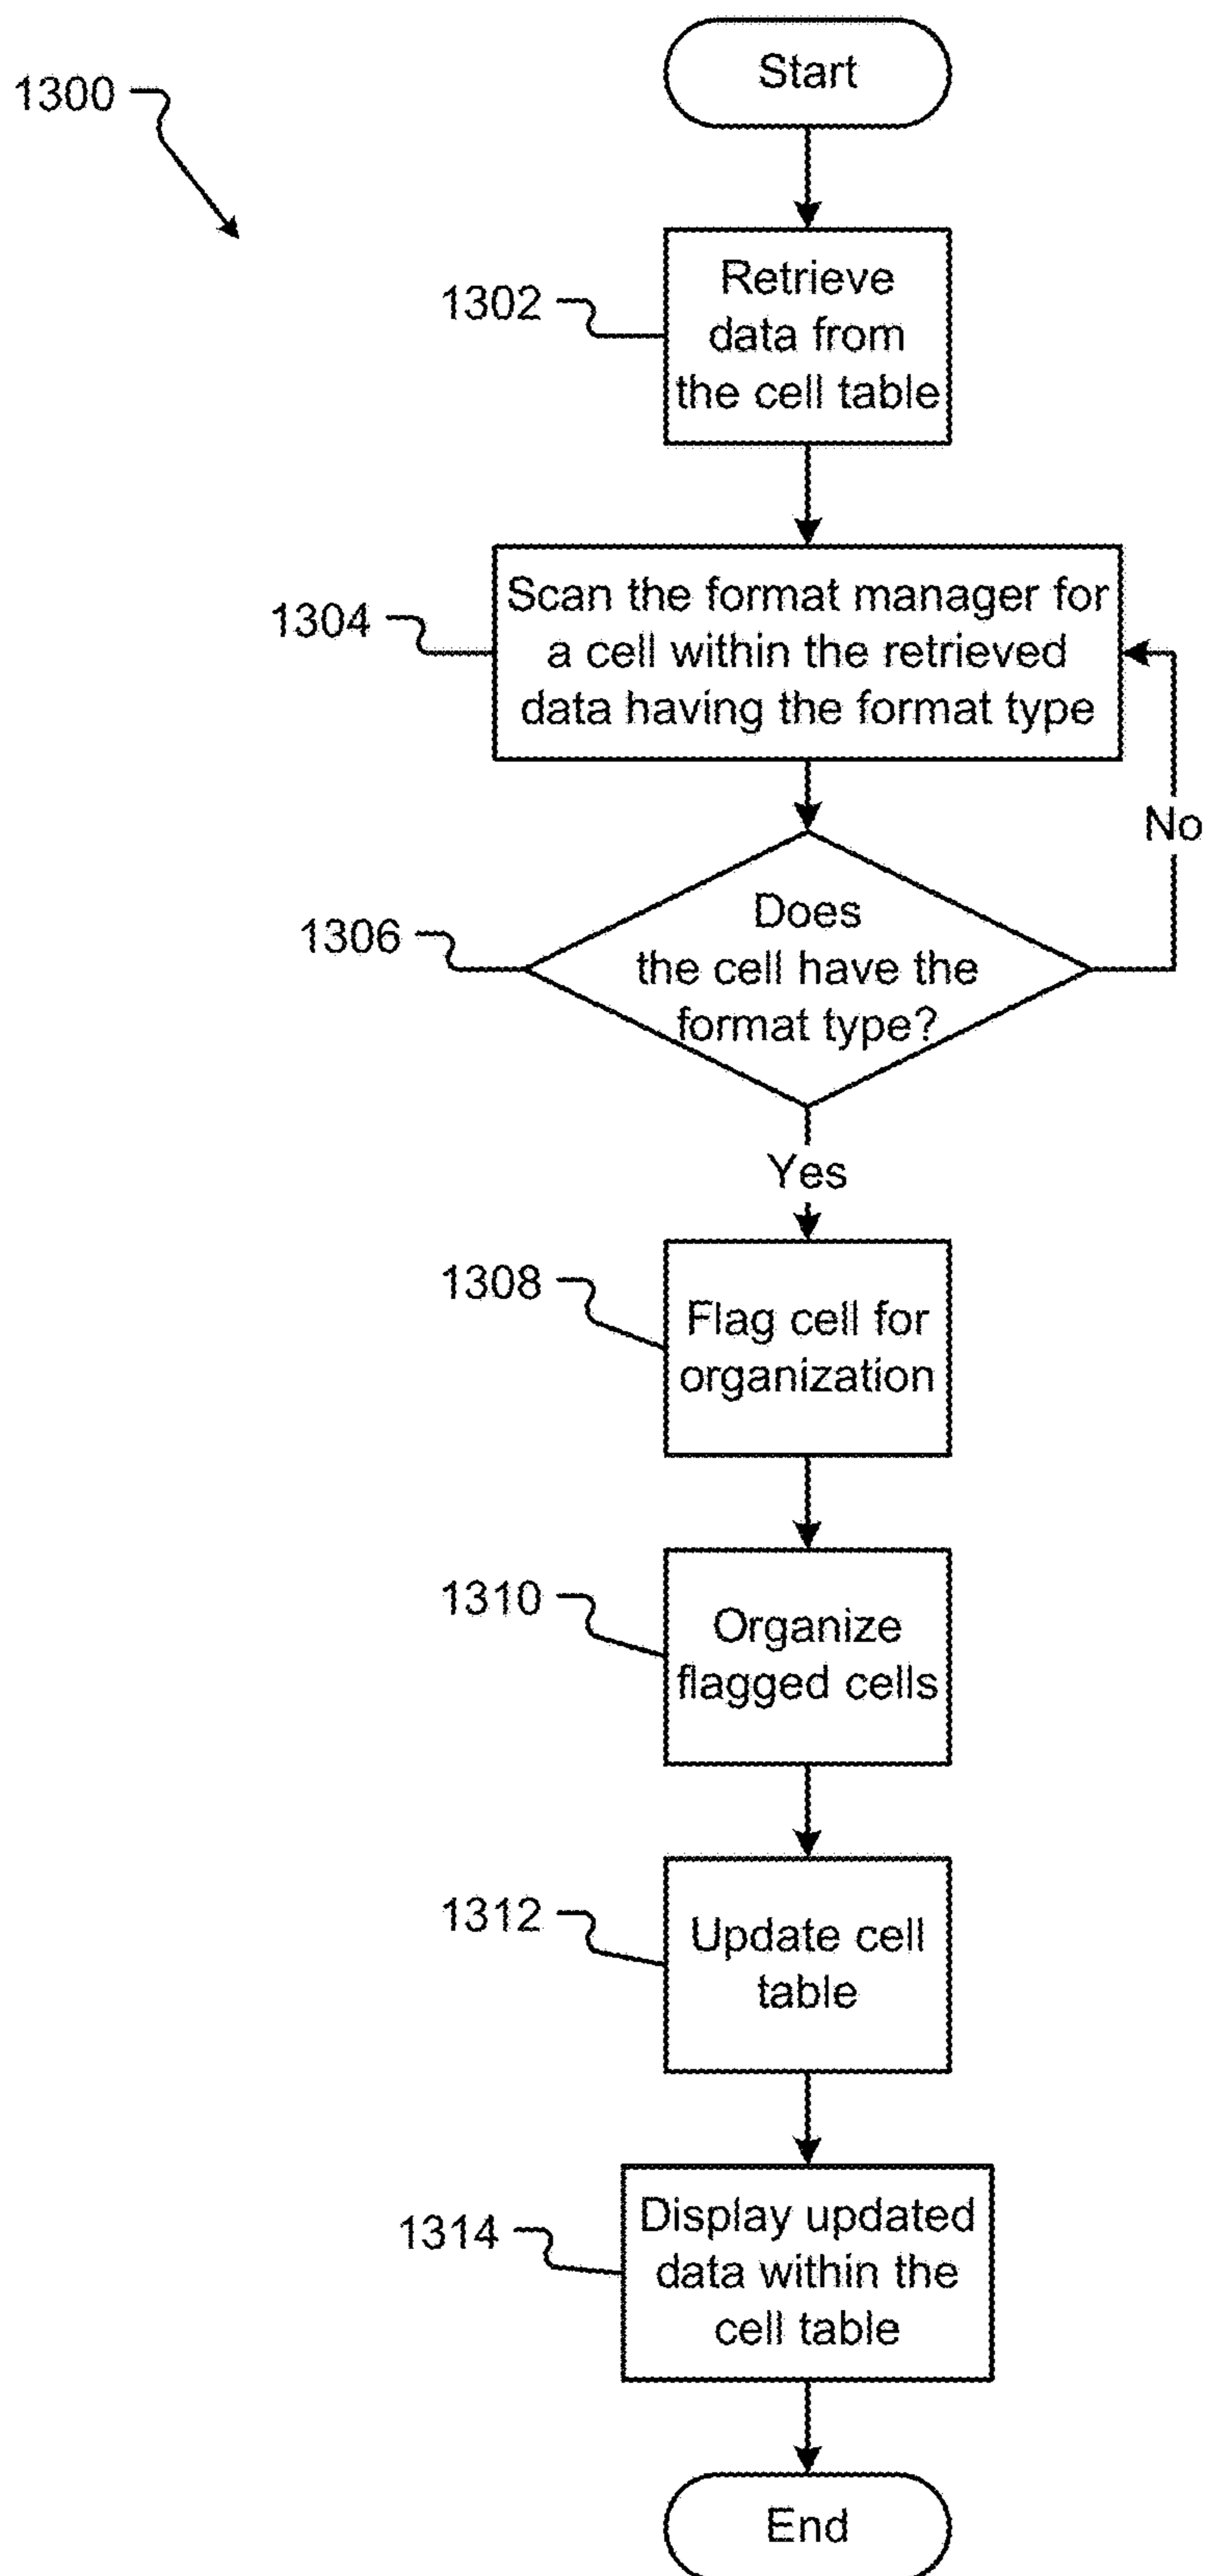 Start
1300
1302
Retrieve
data from
the cell table
1304
Scan the format manager for
a cell within the retrieved
data having the format type
No
1306
Does
the cell have the
format type?
Yes
1308
Flag cell for
organization
1310
Organize
flagged cells
1312
Update cell
table
1314
Display updated
data within the
cell table
End